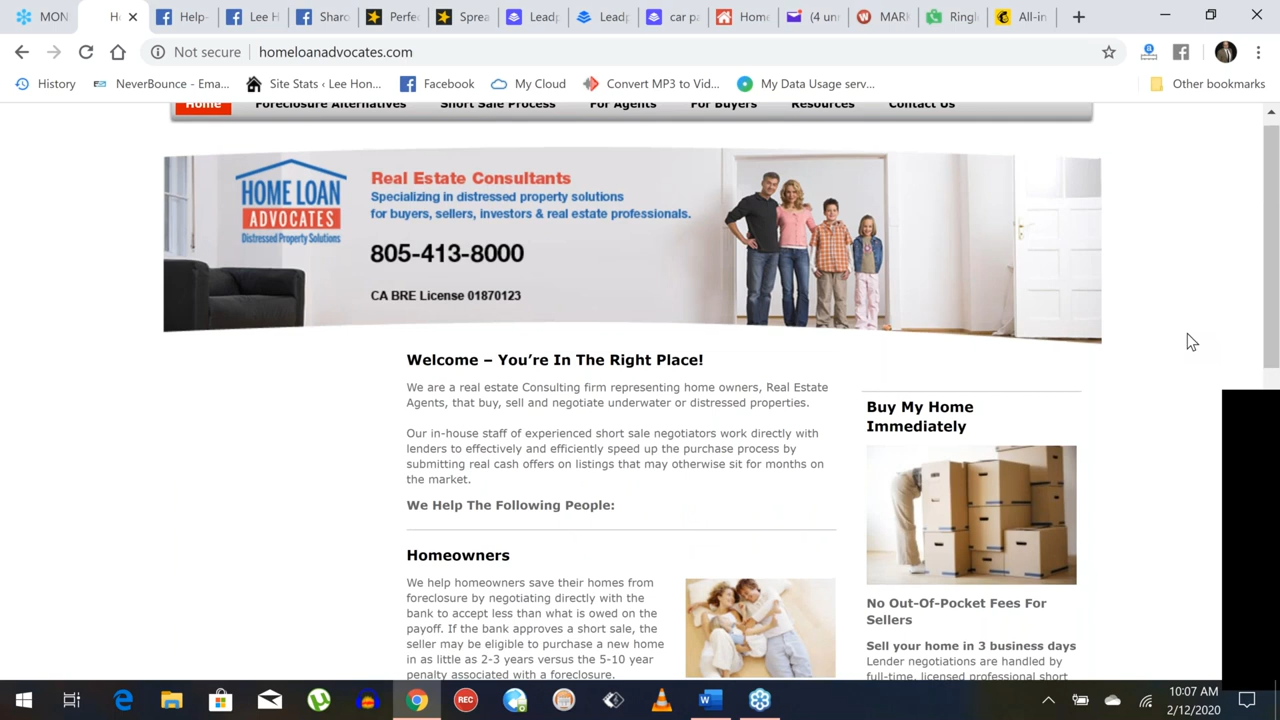 MON
Ho
Help-
Lee H
Sharo
Perfe
Sprea
Leadp
Leadp
car pa
Home
(4 unr
MARK
Ringle
All-in
Not secure
homeloanadvocates.com
History
NeverBounce - Ema...
Site Stats ‹ Lee Hon...
Facebook
My Cloud
Convert MP3 to Vid...
My Data Usage serv...
Other bookmarks
Home
Foreclosure Alternatives
Short Sale Process
For Agents
For Buyers
Resources
Contact Us
HOME LOAN
ADVOCATES
Distressed Property Solutions
Real Estate Consultants
Specializing in distressed property solutions
for buyers, sellers, investors & real estate professionals.
805-413-8000
CA BRE License 01870123
Welcome – You're In The Right Place!
We are a real estate Consulting firm representing home owners, Real Estate
Agents, that buy, sell and negotiate underwater or distressed properties.
Our in-house staff of experienced short sale negotiators work directly with
lenders to effectively and efficiently speed up the purchase process by
submitting real cash offers on listings that may otherwise sit for months on
the market.
We Help The Following People:
Homeowners
We help homeowners save their homes from
foreclosure by negotiating directly with the
bank to accept less than what is owed on the
payoff. If the bank approves a short sale, the
seller may be eligible to purchase a new home
in as little as 2-3 years versus the 5-10 year
penalty associated with a foreclosure.
Buy My Home
Immediately
No Out-Of-Pocket Fees For
Sellers
Sell your home in 3 business days
Lender negotiations are handled by
full-time, licensed professional short
REC
10:07 AM
2/12/2020